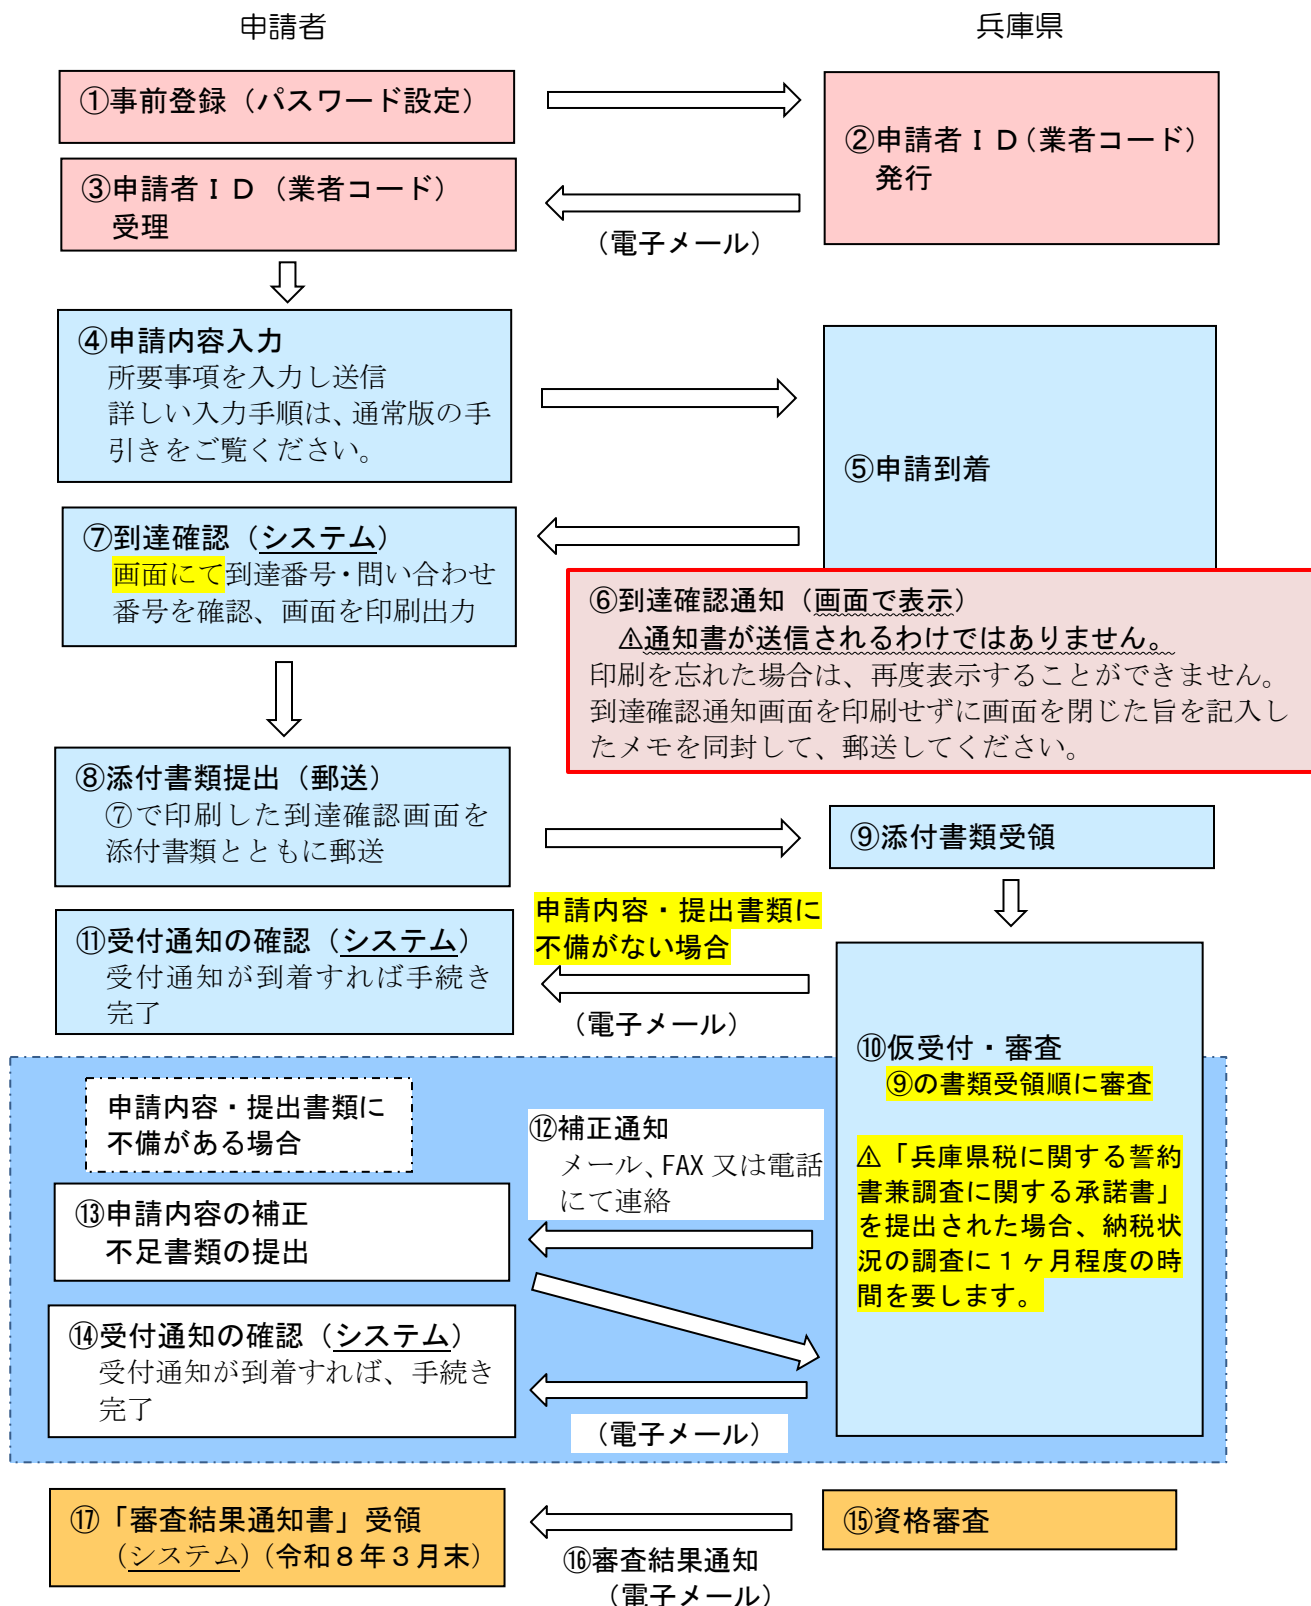 申請者
兵庫県
①事前登録（パスワード設定）
②申請者ＩＤ（業者コード）
発行
③申請者ＩＤ（業者コード）
受理
（電子メール）
④申請内容入力
所要事項を入力し送信
詳しい入力手順は、通常版の手
引きをご覧ください。
⑤申請到着
⑦到達確認（システム）
画面にて到達番号・問い合わせ
番号を確認、画面を印刷出力
⑥到達確認通知（画面で表示）
⚠通知書が送信されるわけではありません。
印刷を忘れた場合は、再度表示することができません。
到達確認通知画面を印刷せずに画面を閉じた旨を記入し
たメモを同封して、郵送してください。
⑧添付書類提出（郵送）
⑦で印刷した到達確認画面を
添付書類とともに郵送
⑨添付書類受領
申請内容・提出書類に
不備がない場合
⑪受付通知の確認（システム）
受付通知が到着すれば手続き
完了
（電子メール）
⑩仮受付・審査
⑨の書類受領順に審査
⚠「兵庫県税に関する誓約
書兼調査に関する承諾書」
を提出された場合、納税状
況の調査に１ヶ月程度の時
間を要します。
申請内容・提出書類に
不備がある場合
⑫補正通知
メール、FAX 又は電話
にて連絡
⑬申請内容の補正
不足書類の提出
⑭受付通知の確認（システム）
受付通知が到着すれば、手続き
完了
（電子メール）
⑰「審査結果通知書」受領
（システム）（令和８年３月末）
⑮資格審査
⑯審査結果通知
（電子メール）